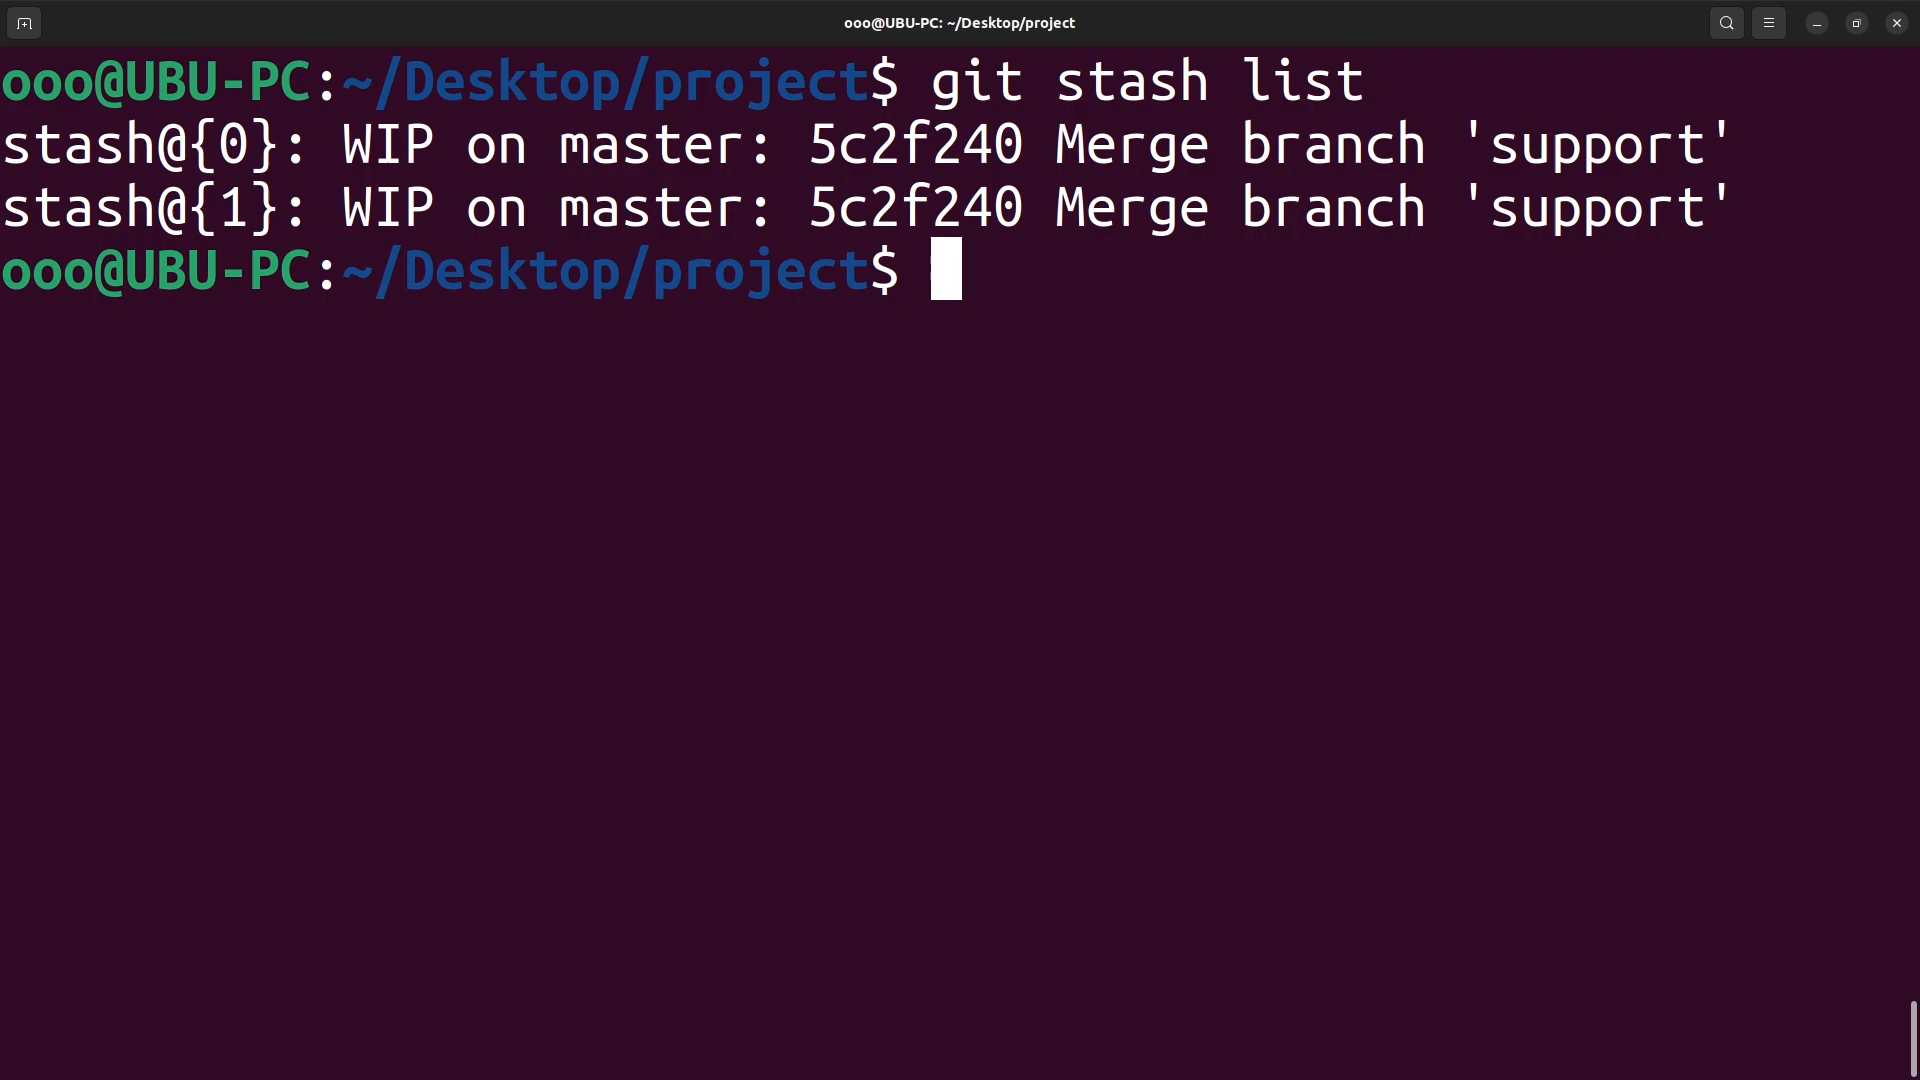 ooo@UBU-PC: ~/Desktop/project
ooo@UBU-PC:~/Desktop/project$ git stash list
stash@{0}: WIP on master: 5c2f240 Merge branch 'support'
stash@{1}: WIP on master: 5c2f240 Merge branch 'support'
ooo@UBU-PC:~/Desktop/project$